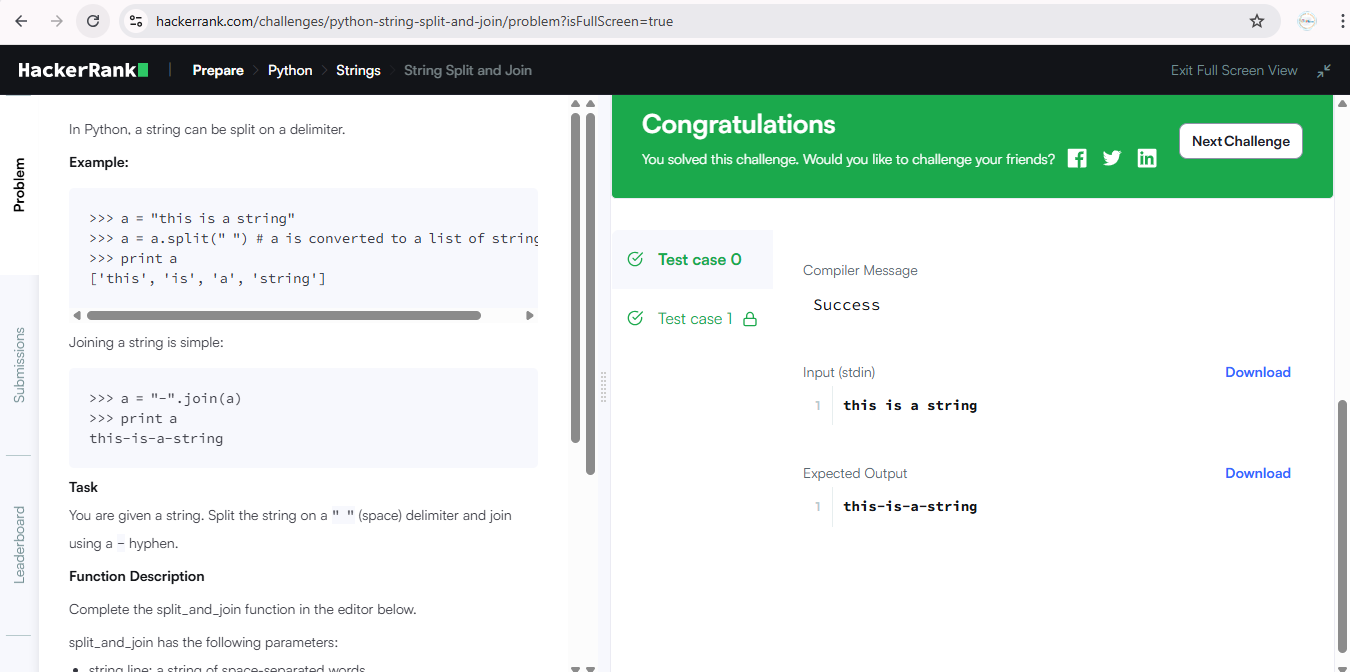 hackerrank.com/challenges/python-string-split-and-join/problem?isFullScreen=true
HackerRank
Prepare
Python
Strings
String Split and Join
Exit Full Screen View
Problem
Submissions
Leaderboard
In Python, a string can be split on a delimiter.
Example:
>>> a = "this is a string"
>>> a = a.split(" ") # a is converted to a list of string
>>> print a
['this', 'is', 'a', 'string']
Joining a string is simple:
>>> a = "-".join(a)
>>> print a
this-is-a-string
Task
You are given a string. Split the string on a " " (space) delimiter and join
using a - hyphen.
Function Description
Complete the split_and_join function in the editor below.
split_and_join has the following parameters:
• string line: a string of space-separated words
Congratulations
You solved this challenge. Would you like to challenge your friends?
Next Challenge
Test case 0
Test case 1
Compiler Message
Success
Input (stdin)
Download
1 this is a string
Expected Output
Download
1 this-is-a-string